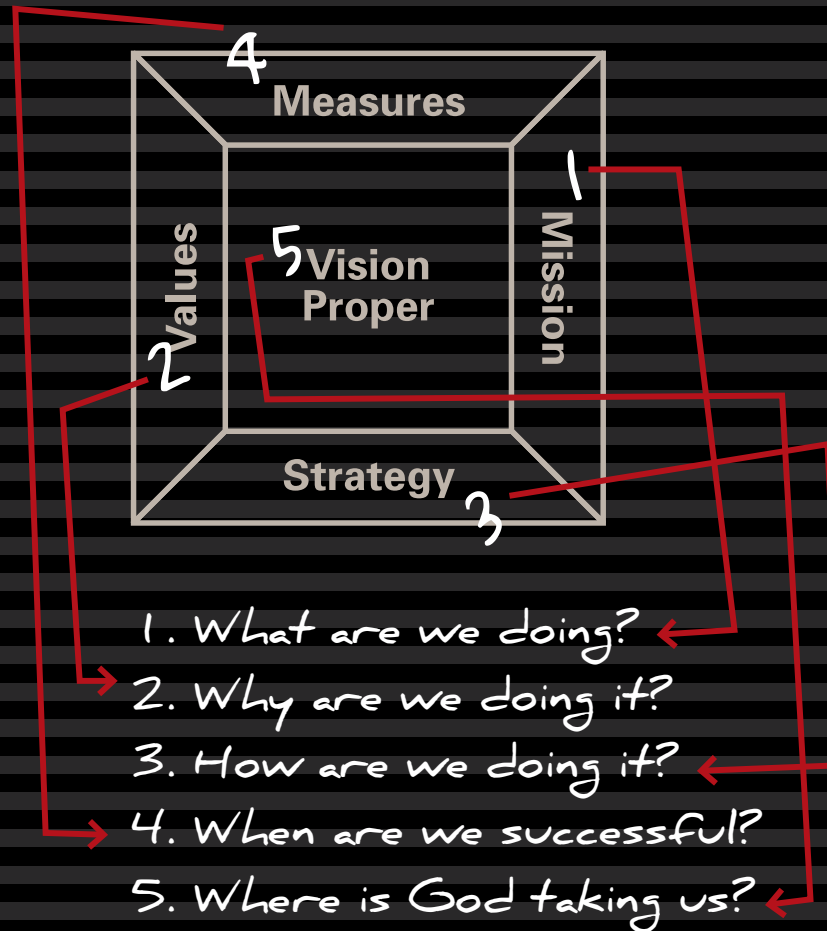 4
Measures
1
Mission
Values
2
5
Vision
Proper
Strategy
3
1. What are we doing?
2. Why are we doing it?
3. How are we doing it?
4. When are we successful?
5. Where is God taking us?